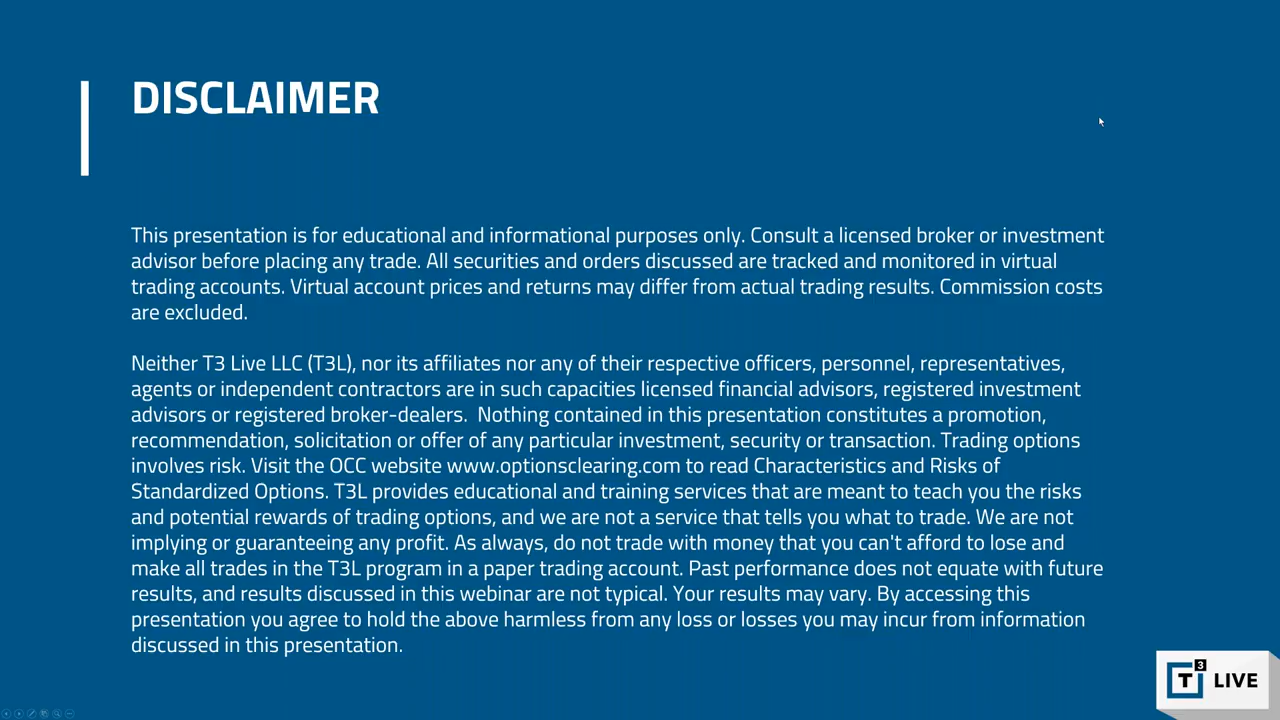 DISCLAIMER
This presentation is for educational and informational purposes only. Consult a licensed broker or investment
advisor before placing any trade. All securities and orders discussed are tracked and monitored in virtual
trading accounts. Virtual account prices and returns may differ from actual trading results. Commission costs
are excluded.
Neither T3 Live LLC (T3L), nor its affiliates nor any of their respective officers, personnel, representatives,
agents or independent contractors are in such capacities licensed financial advisors, registered investment
advisors or registered broker-dealers.  Nothing contained in this presentation constitutes a promotion,
recommendation, solicitation or offer of any particular investment, security or transaction. Trading options
involves risk. Visit the OCC website www.optionsclearing.com to read Characteristics and Risks of
Standardized Options. T3L provides educational and training services that are meant to teach you the risks
and potential rewards of trading options, and we are not a service that tells you what to trade. We are not
implying or guaranteeing any profit. As always, do not trade with money that you can't afford to lose and
make all trades in the T3L program in a paper trading account. Past performance does not equate with future
results, and results discussed in this webinar are not typical. Your results may vary. By accessing this
presentation you agree to hold the above harmless from any loss or losses you may incur from information
discussed in this presentation.
T3 LIVE